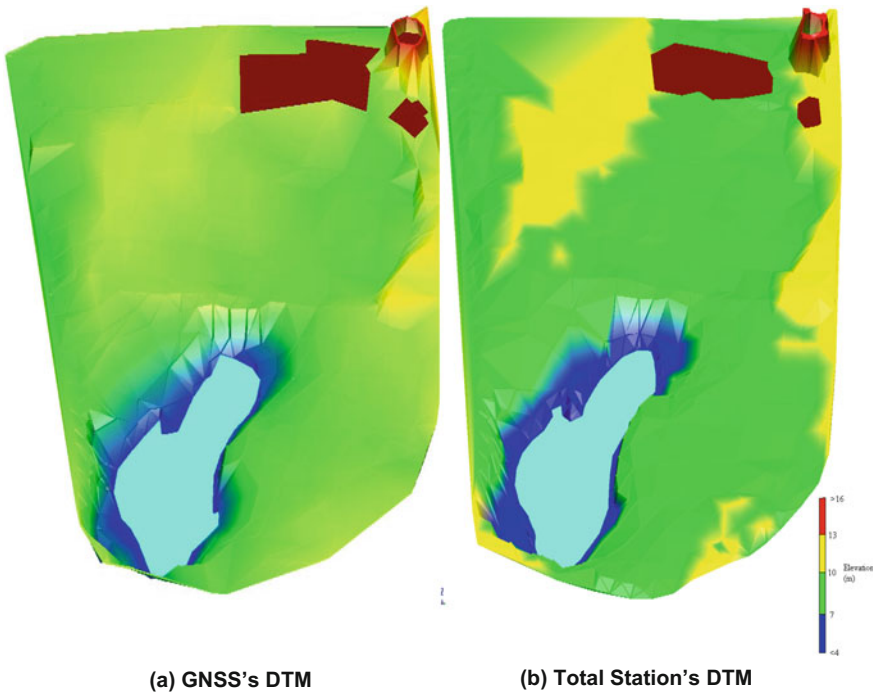 >16
13
10
Elevation
(m)
7
<4
(a) GNSS's DTM
(b) Total Station's DTM